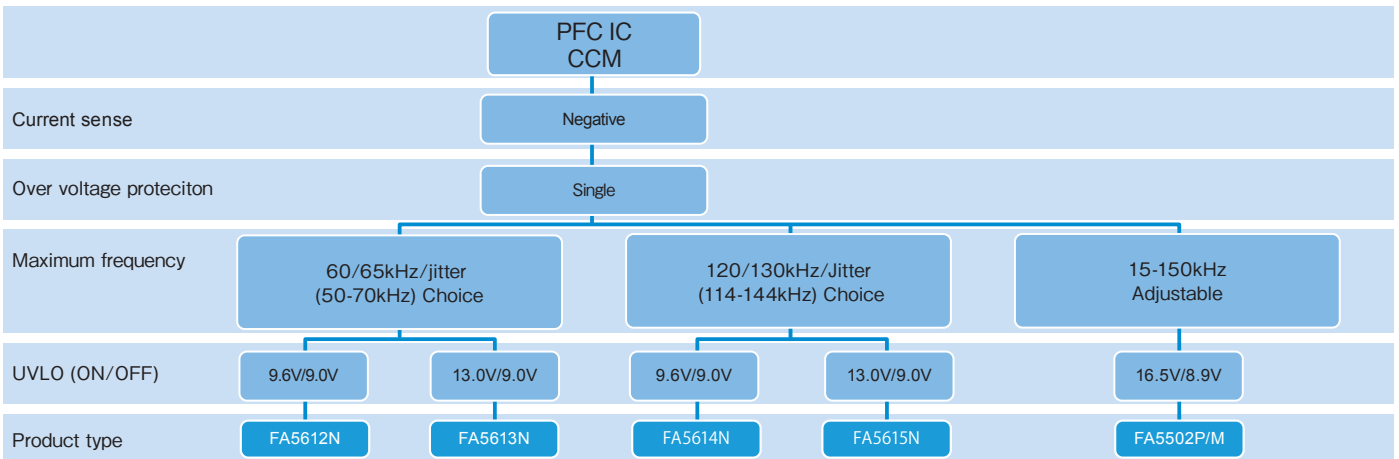 PFC IC
CCM
Current sense
Negative
Over voltage proteciton
Single
Maximum frequency
60/65kHz/jitter
(50-70kHz) Choice
120/130kHz/Jitter
(114-144kHz) Choice
15-150kHz
Adjustable
UVLO (ON/OFF)
9.6V/9.0V
13.0V/9.0V
9.6V/9.0V
13.0V/9.0V
16.5V/8.9V
Product type
FA5612N
FA5613N
FA5614N
FA5615N
FA5502P/M